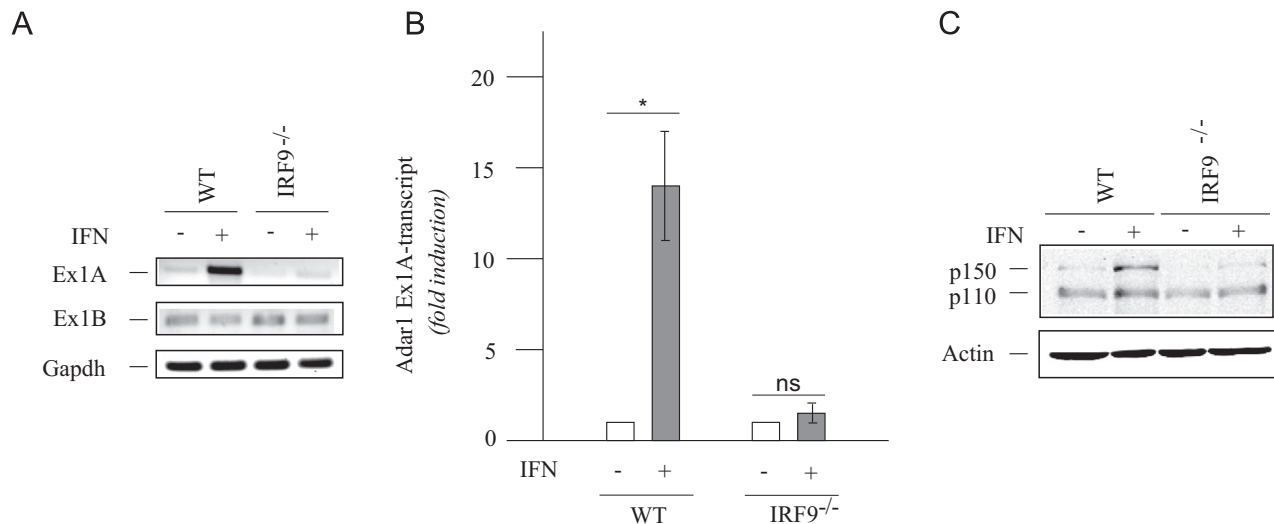 A
WT
IRF9 -/-
IFN - + - +
Ex1A
Ex1B
Gapdh
B
Adar1 Ex1A-transcript
(fold induction)
20
15
10
5
0
*
ns
IFN - + - +
WT IRF9-/-
C
WT
IRF9 -/-
IFN - + - +
p150
p110
Actin